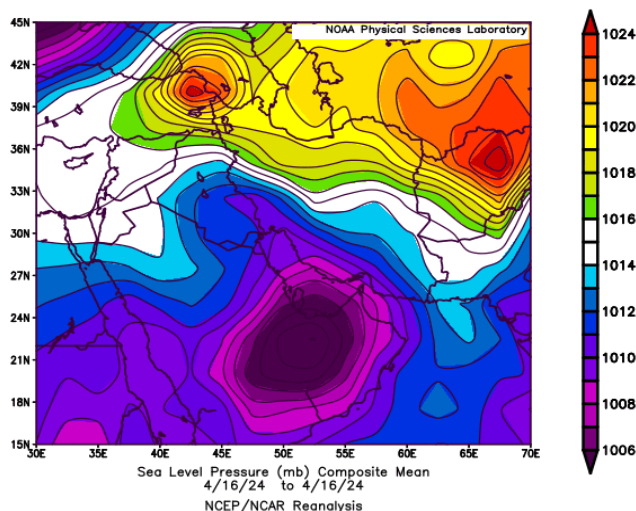 NOAA Physical Sciences Laboratory
45N
42N
39N
36N
33N
30N
27N
24N
21N
18N
15N
30E 35E 40E 45E 50E 55E 60E 65E 70E
1024
1022
1020
1018
1016
1014
1012
1010
1008
1006
Sea Level Pressure (mb) Composite Mean
4/16/24 to 4/16/24
NCEP/NCAR Reanalysis